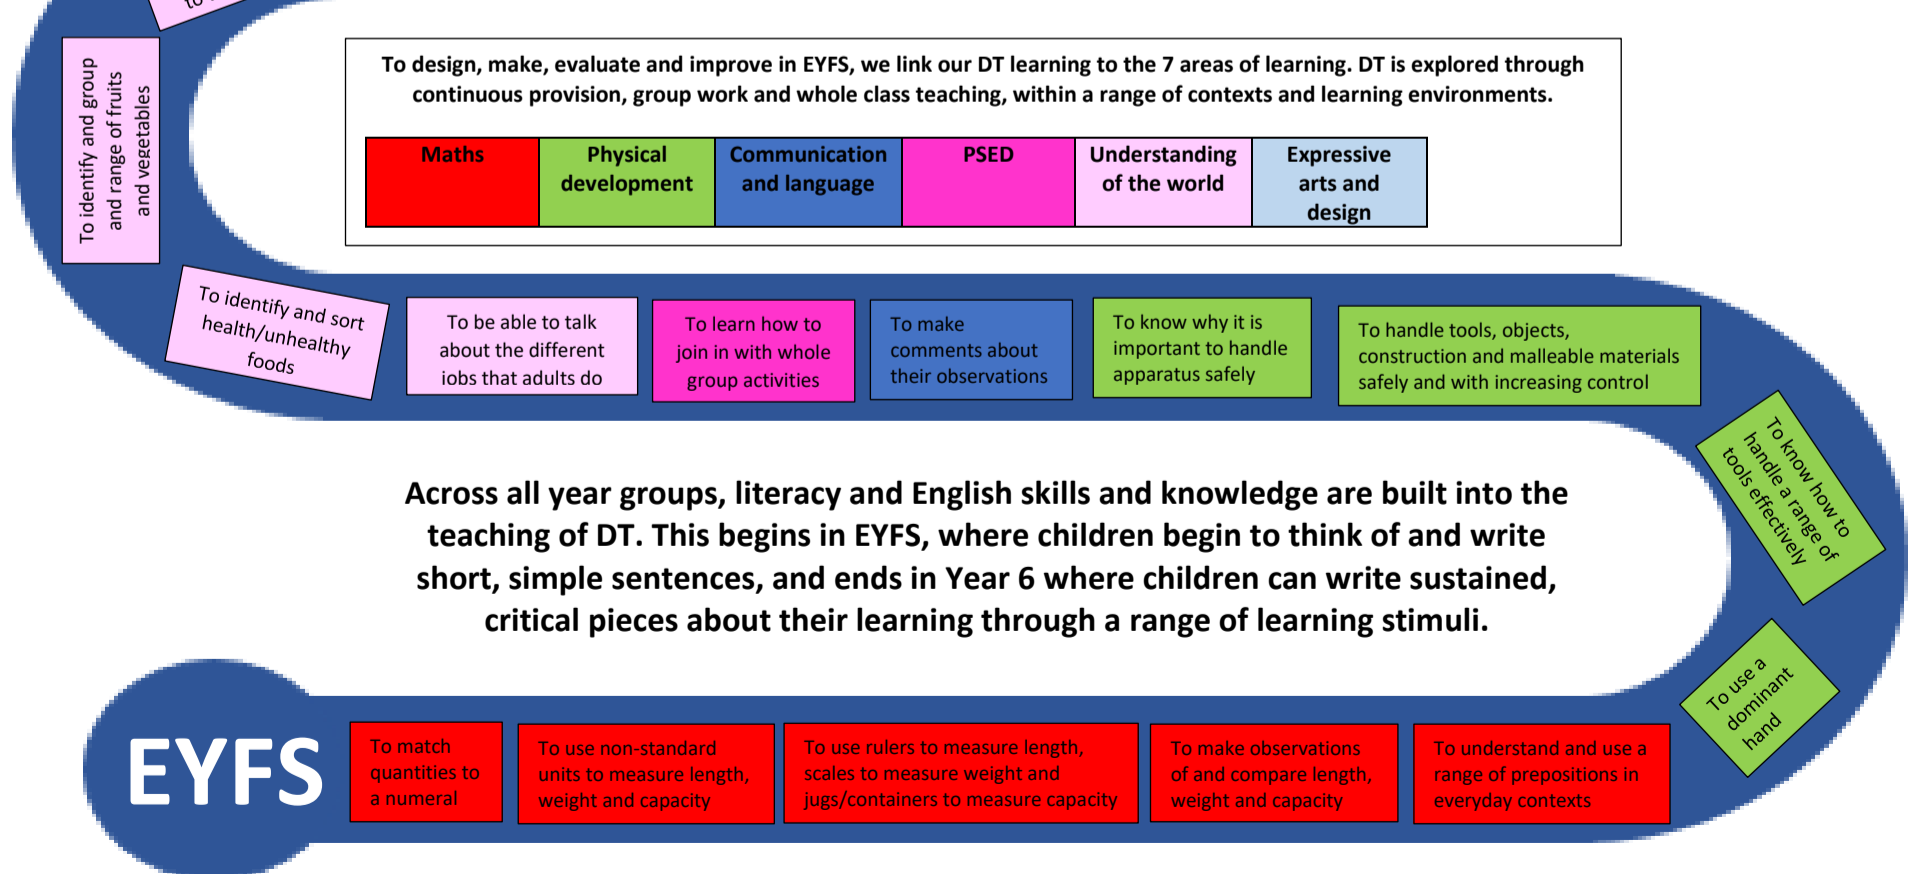 to
To identify and group
and range of fruits
and vegetables
To design, make, evaluate and improve in EYFS, we link our DT learning to the 7 areas of learning. DT is explored through
continuous provision, group work and whole class teaching, within a range of contexts and learning environments.
Maths
Physical
development
Communication
and language
PSED
Understanding
of the world
Expressive
arts and
design
To identify and sort
health/unhealthy
foods
To be able to talk
about the different
jobs that adults do
To learn how to
join in with whole
group activities
To make
comments about
their observations
To know why it is
important to handle
apparatus safely
To handle tools, objects,
construction and malleable materials
safely and with increasing control
To know how to
handle a range of
tools effectively
Across all year groups, literacy and English skills and knowledge are built into the
teaching of DT. This begins in EYFS, where children begin to think of and write
short, simple sentences, and ends in Year 6 where children can write sustained,
critical pieces about their learning through a range of learning stimuli.
To use a
dominant
hand
EYFS
To match
quantities to
a numeral
To use non-standard
units to measure length,
weight and capacity
To use rulers to measure length,
scales to measure weight and
jugs/containers to measure capacity
To make observations
of and compare length,
weight and capacity
To understand and use a
range of prepositions in
everyday contexts